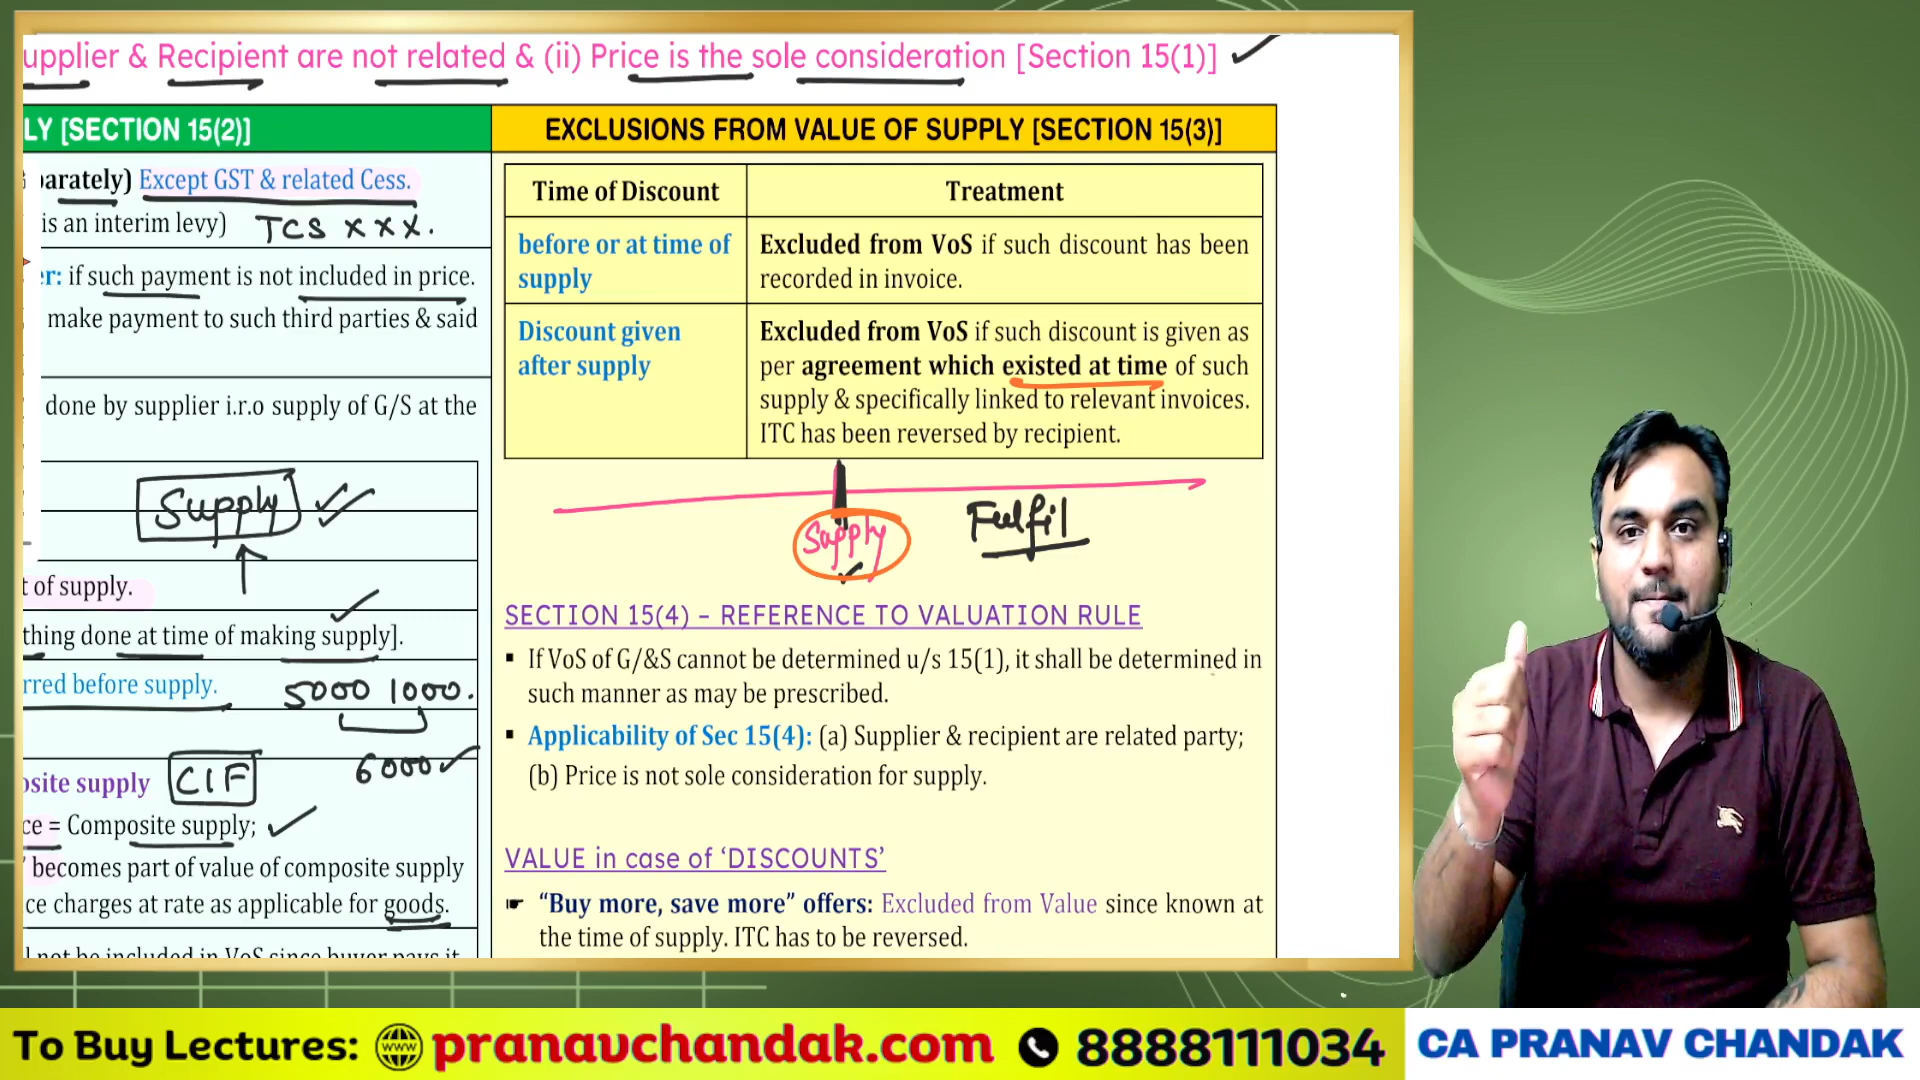 upplier & Recipient are not related & (ii) Price is the sole consideration [Section 15(1)]
LY [SECTION 15(2)]
arately) Except GST & related Cess.
is an interim levy) TCS x x x.
er: if such payment is not included in price.
make payment to such third parties & said
done by supplier i.r.o supply of G/S at the
Supply
t of supply.
thing done at time of making supply].
rred before supply. 5000 1000.
6000
osite supply CIF
ce = Composite supply;
becomes part of value of composite supply
ce charges at rate as applicable for goods.
not be included in VoS since buyer pays it
EXCLUSIONS FROM VALUE OF SUPPLY [SECTION 15(3)]
Time of Discount Treatment
before or at time of supply
Excluded from VoS if such discount has been
recorded in invoice.
Discount given
after supply
Excluded from VoS if such discount is given as
per agreement which existed at time of such
supply & specifically linked to relevant invoices.
ITC has been reversed by recipient.
Supply Fulfil
SECTION 15(4) – REFERENCE TO VALUATION RULE
▪ If VoS of G/&S cannot be determined u/s 15(1), it shall be determined in
such manner as may be prescribed.
▪ Applicability of Sec 15(4): (a) Supplier & recipient are related party;
(b) Price is not sole consideration for supply.
VALUE in case of ‘DISCOUNTS’
☛ “Buy more, save more” offers: Excluded from Value since known at
the time of supply. ITC has to be reversed.
To Buy Lectures: www pranavchandak.com 8888111034 CA PRANAV CHANDAK